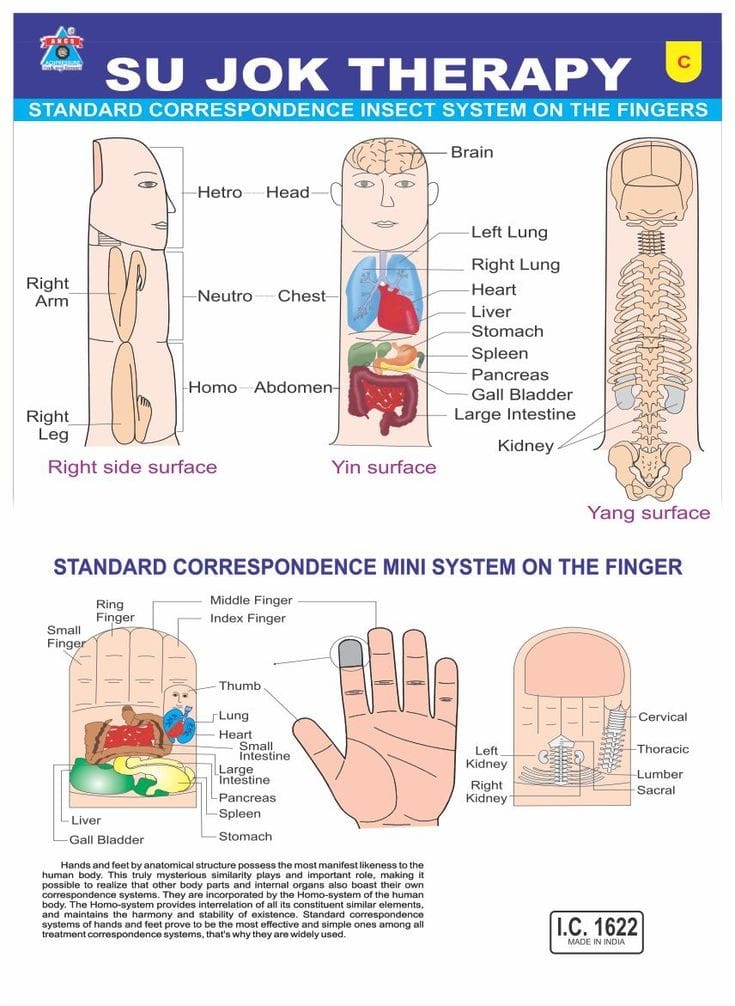 ANCS
ACUPRESSURE
SU JOK THERAPY
C
STANDARD CORRESPONDENCE INSECT SYSTEM ON THE FINGERS
Brain
Hetro
Head
Left Lung
Right Lung
Right
Arm
Neutro
Chest
Heart
Liver
Stomach
Spleen
Pancreas
Homo
Abdomen
Gall Bladder
Large Intestine
Right
Leg
Kidney
Right side surface
Yin surface
Yang surface
STANDARD CORRESPONDENCE MINI SYSTEM ON THE FINGER
Middle Finger
Ring
Finger
Index Finger
Small
Finger
Thumb
Lung
Heart
Small
Intestine
Large
Intestine
Pancreas
Spleen
Stomach
Liver
Gall Bladder
Cervical
Left
Kidney
Thoracic
Lumber
Right
Kidney
Sacral
Hands and feet by anatomical structure possess the most manifest likeness to the
human body. This truly mysterious similarity plays and important role, making it
possible to realize that other body parts and internal organs also boast their own
correspondence systems. They are incorporated by the Homo-system of the human
body. The Homo-system provides interrelation of all its constituent similar elements,
and maintains the harmony and stability of existence. Standard correspondence
systems of hands and feet prove to be the most effective and simple ones among all
treatment correspondence systems, that's why they are widely used.
I.C. 1622
MADE IN INDIA